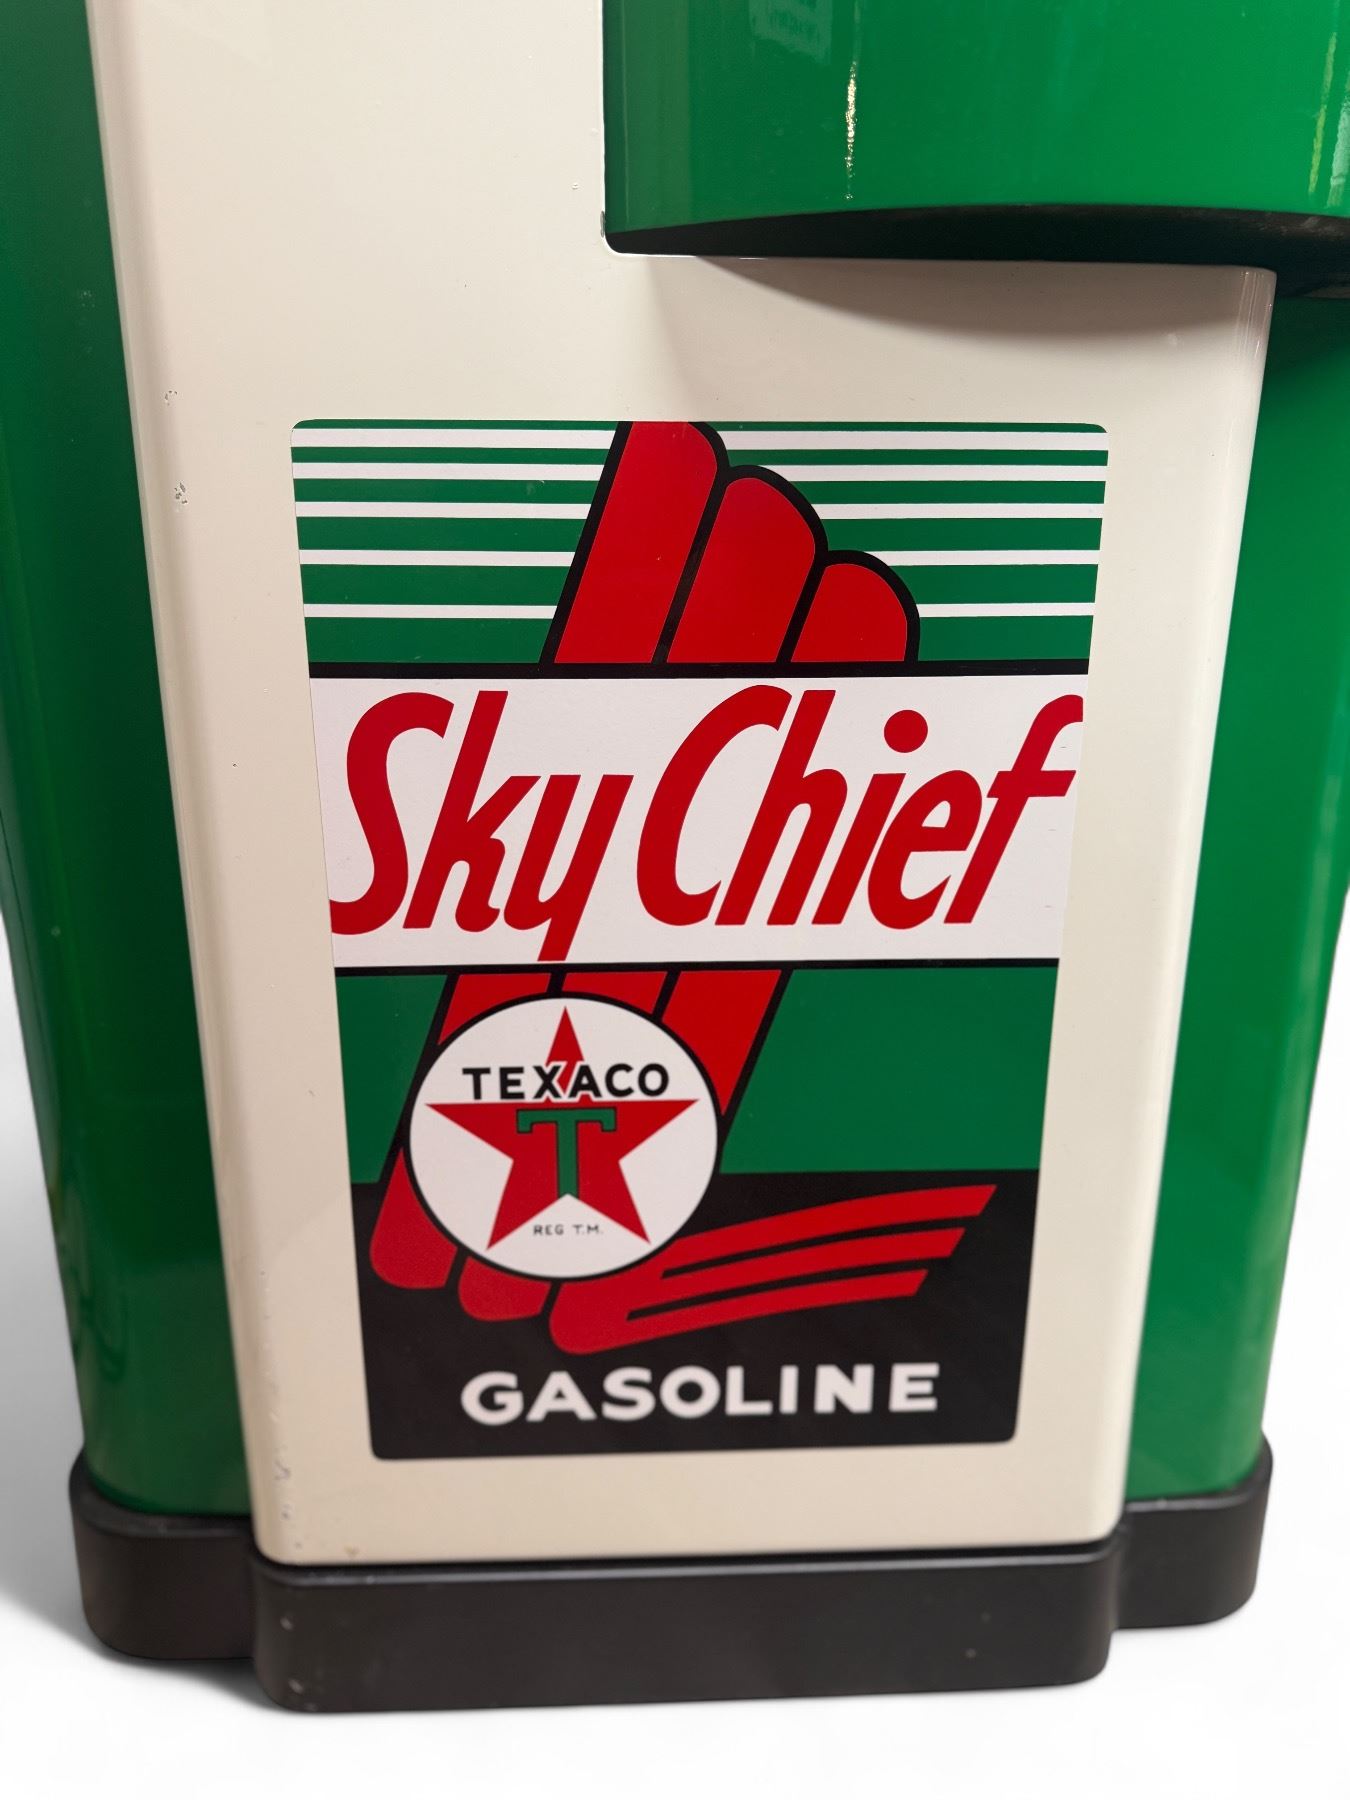 Sky Chief
TEXACO
T
REG T.M.
GASOLINE